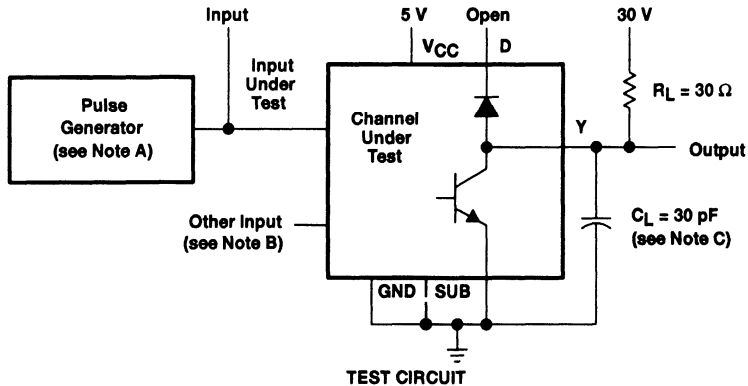 Input
5 V
Open
30 V
VCC
D
Input
Under
Test
Pulse
Generator
(see Note A)
Channel
Under
Test
RL = 30 Ω
Y
Output
Other Input
(see Note B)
CL = 30 pF
(see Note C)
GND
SUB
TEST CIRCUIT